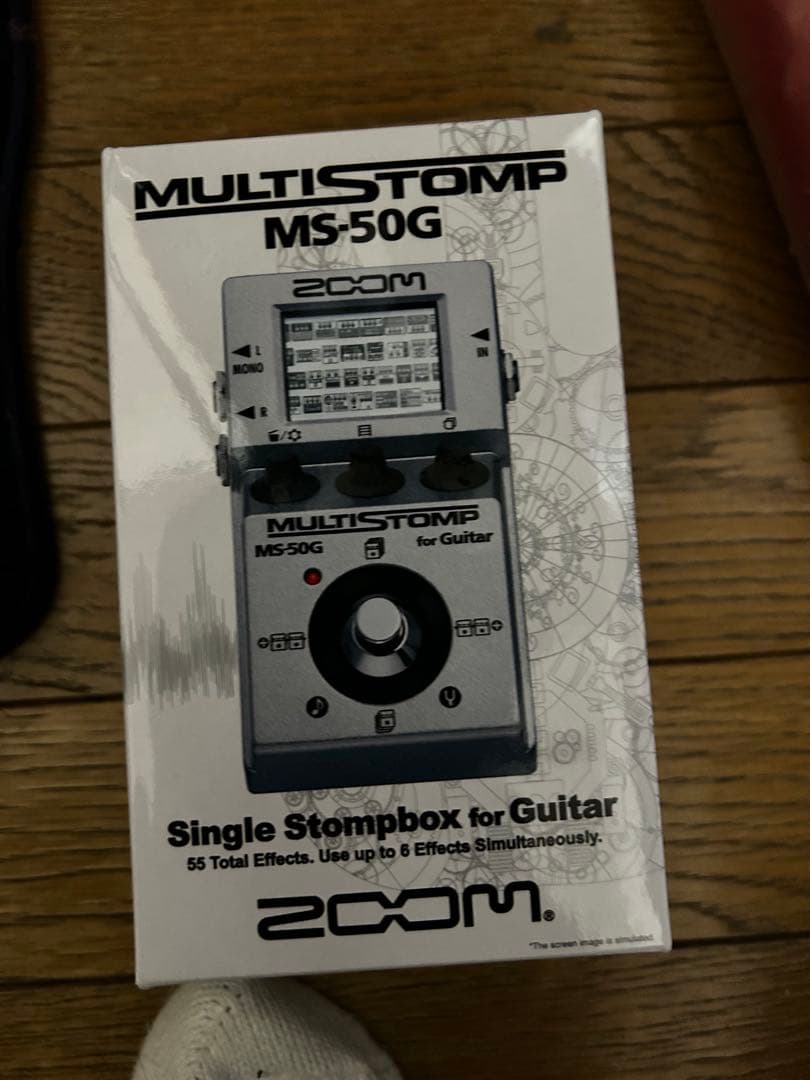 MULTISTOMP
MS-50G
ZOOM
L
MONO
IN
R
MULTISTOMP
MS-50G for Guitar
Single Stompbox for Guitar
55 Total Effects. Use up to 6 Effects Simultaneously.
ZOOM®
*The screen image is simulated.